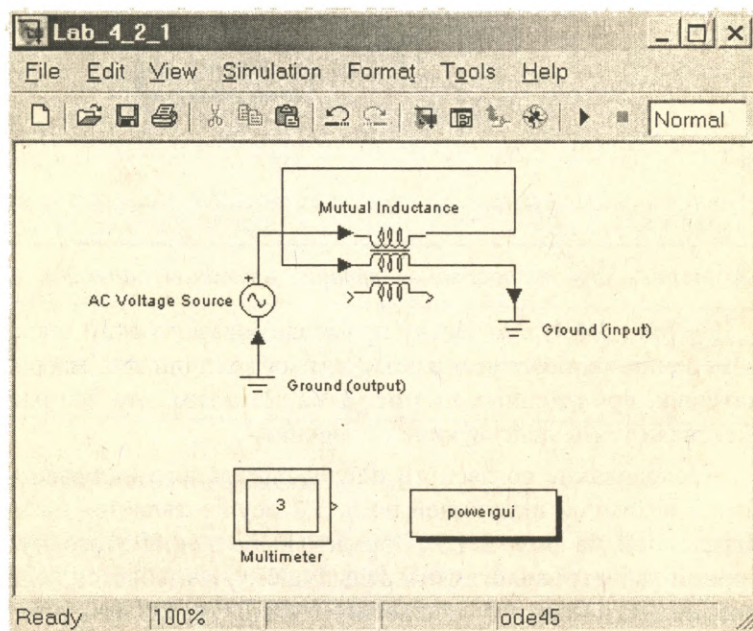 Lab_4_2_1
File Edit View Simulation Format Tools Help
Normal
Mutual Inductance
+
AC Voltage Source
Ground (input)
Ground (output)
3
Multimeter
powergui
Ready 100% ode45